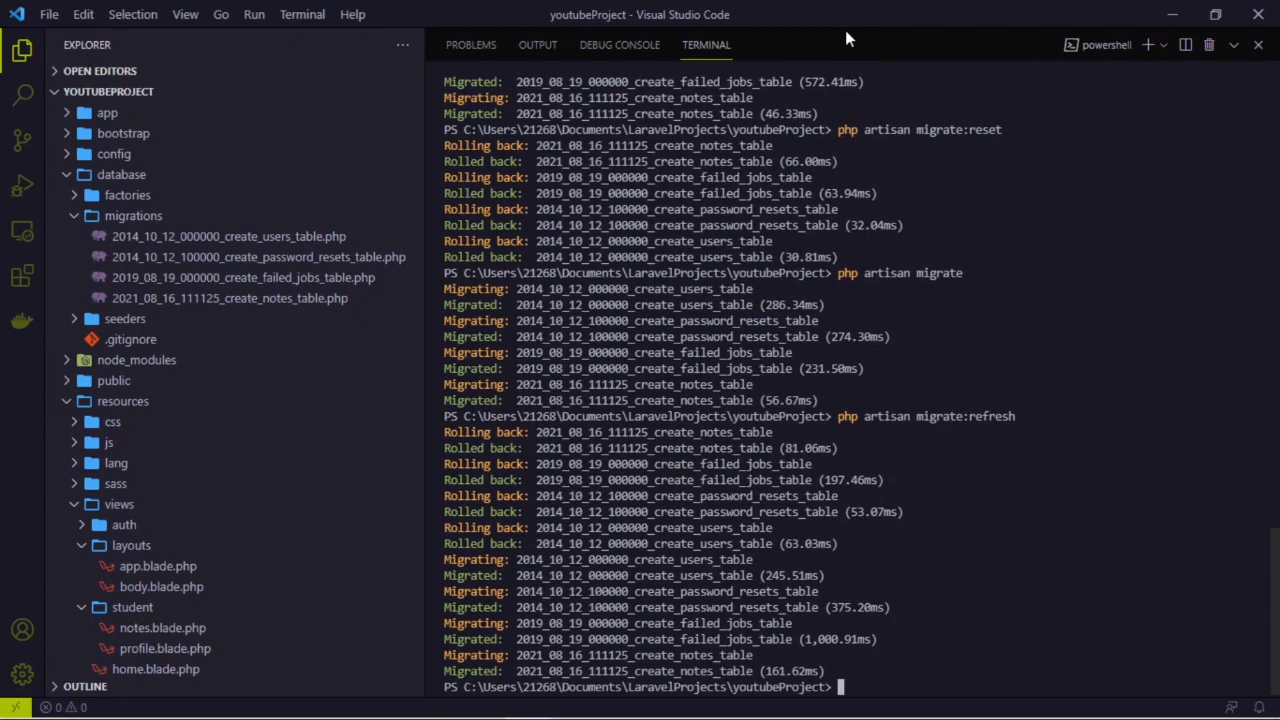 File Edit Selection View Go Run Terminal Help
youtubeProject - Visual Studio Code
EXPLORER
OPEN EDITORS
YOUTUBEPROJECT
app
bootstrap
config
database
factories
migrations
2014_10_12_000000_create_users_table.php
2014_10_12_100000_create_password_resets_table.php
2019_08_19_000000_create_failed_jobs_table.php
2021_08_16_111125_create_notes_table.php
seeders
.gitignore
node_modules
public
resources
css
js
lang
sass
views
auth
layouts
app.blade.php
body.blade.php
student
notes.blade.php
profile.blade.php
home.blade.php
OUTLINE
0 0
PROBLEMS OUTPUT DEBUG CONSOLE TERMINAL
powershell
Migrated: 2019_08_19_000000_create_failed_jobs_table (572.41ms)
Migrating: 2021_08_16_111125_create_notes_table
Migrated: 2021_08_16_111125_create_notes_table (46.33ms)
PS C:\Users\21268\Documents\LaravelProjects\youtubeProject> php artisan migrate:reset
Rolling back: 2021_08_16_111125_create_notes_table
Rolled back: 2021_08_16_111125_create_notes_table (66.00ms)
Rolling back: 2019_08_19_000000_create_failed_jobs_table
Rolled back: 2019_08_19_000000_create_failed_jobs_table (63.94ms)
Rolling back: 2014_10_12_100000_create_password_resets_table
Rolled back: 2014_10_12_100000_create_password_resets_table (32.04ms)
Rolling back: 2014_10_12_000000_create_users_table
Rolled back: 2014_10_12_000000_create_users_table (30.81ms)
PS C:\Users\21268\Documents\LaravelProjects\youtubeProject> php artisan migrate
Migrating: 2014_10_12_000000_create_users_table
Migrated: 2014_10_12_000000_create_users_table (286.34ms)
Migrating: 2014_10_12_100000_create_password_resets_table
Migrated: 2014_10_12_100000_create_password_resets_table (274.30ms)
Migrating: 2019_08_19_000000_create_failed_jobs_table
Migrated: 2019_08_19_000000_create_failed_jobs_table (231.50ms)
Migrating: 2021_08_16_111125_create_notes_table
Migrated: 2021_08_16_111125_create_notes_table (56.67ms)
PS C:\Users\21268\Documents\LaravelProjects\youtubeProject> php artisan migrate:refresh
Rolling back: 2021_08_16_111125_create_notes_table
Rolled back: 2021_08_16_111125_create_notes_table (81.06ms)
Rolling back: 2019_08_19_000000_create_failed_jobs_table
Rolled back: 2019_08_19_000000_create_failed_jobs_table (197.46ms)
Rolling back: 2014_10_12_100000_create_password_resets_table
Rolled back: 2014_10_12_100000_create_password_resets_table (53.07ms)
Rolling back: 2014_10_12_000000_create_users_table
Rolled back: 2014_10_12_000000_create_users_table (63.03ms)
Migrating: 2014_10_12_000000_create_users_table
Migrated: 2014_10_12_000000_create_users_table (245.51ms)
Migrating: 2014_10_12_100000_create_password_resets_table
Migrated: 2014_10_12_100000_create_password_resets_table (375.20ms)
Migrating: 2019_08_19_000000_create_failed_jobs_table
Migrated: 2019_08_19_000000_create_failed_jobs_table (1,000.91ms)
Migrating: 2021_08_16_111125_create_notes_table
Migrated: 2021_08_16_111125_create_notes_table (161.62ms)
PS C:\Users\21268\Documents\LaravelProjects\youtubeProject>